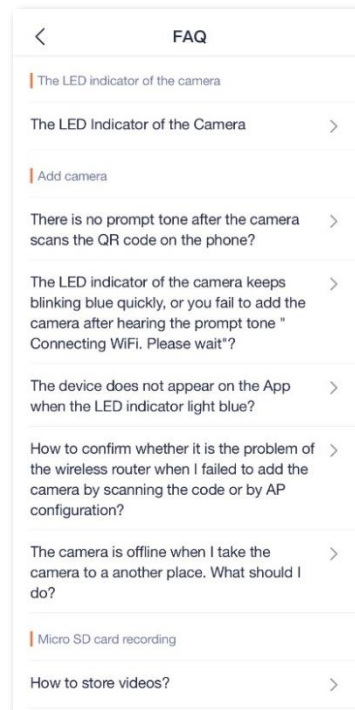 FAQ
The LED indicator of the camera
The LED Indicator of the Camera
Add camera
There is no prompt tone after the camera
scans the QR code on the phone?
The LED indicator of the camera keeps
blinking blue quickly, or you fail to add the
camera after hearing the prompt tone "
Connecting WiFi. Please wait"?
The device does not appear on the App
when the LED indicator light blue?
How to confirm whether it is the problem of
the wireless router when I failed to add the
camera by scanning the code or by AP
configuration?
The camera is offline when I take the
camera to a another place. What should I
do?
Micro SD card recording
How to store videos?